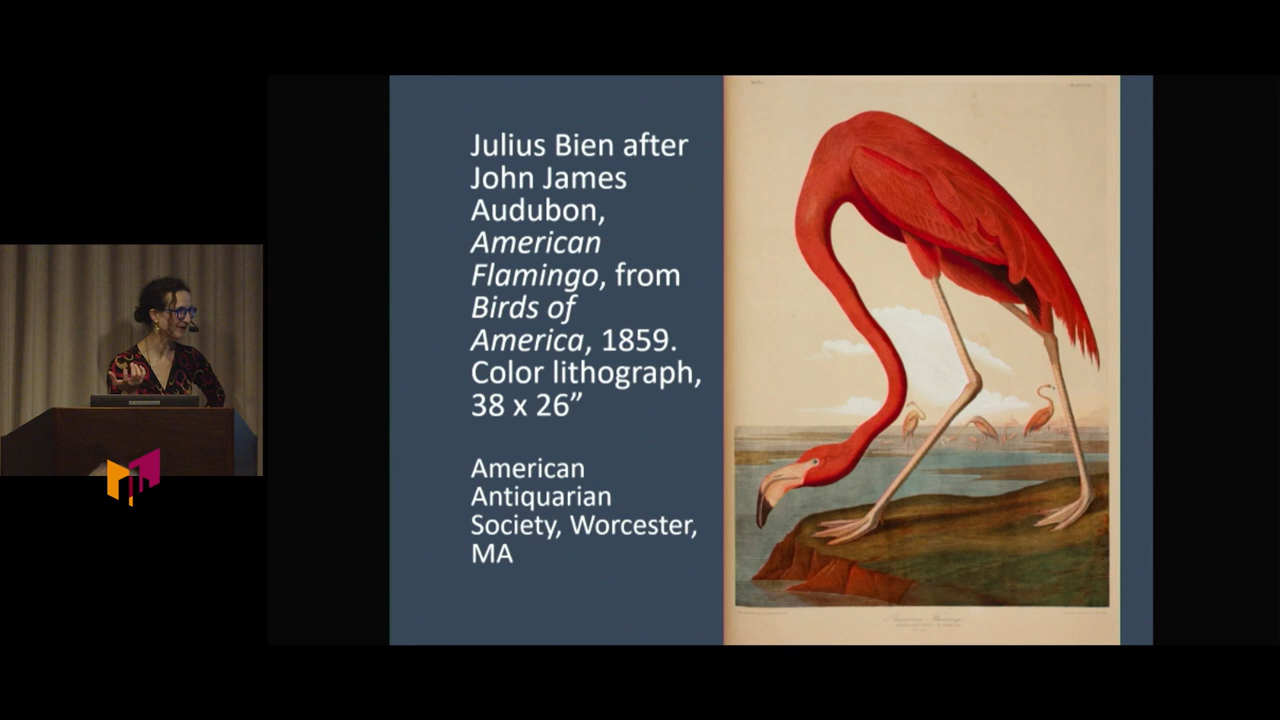 Julius Bien after
John James
Audubon,
American
Flamingo, from
Birds of
America, 1859.
Color lithograph,
38 x 26”
American
Antiquarian
Society, Worcester,
MA